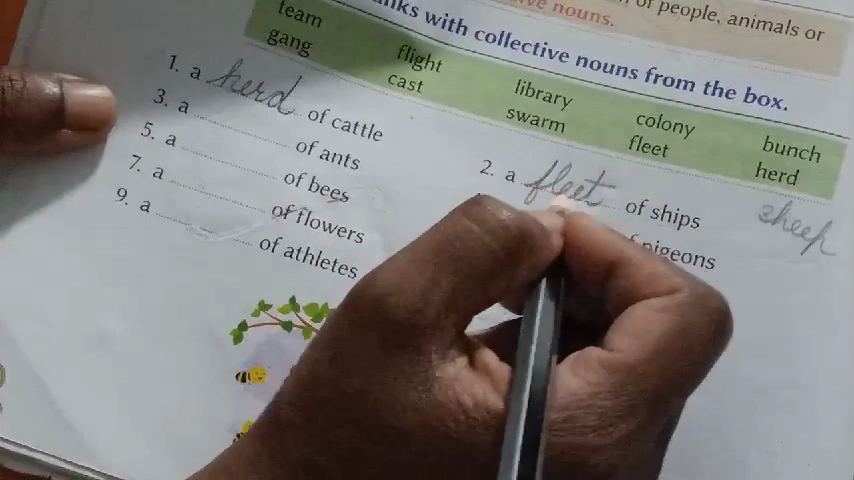 of people, animals or
ve nouns.
nks with collective nouns from the box.
team flight library colony bunch
gang cast swarm fleet herd
1. a herd of cattle
2. a fleet of ships
sheep
3. a of ants
of pigeons
5. a of bees
7. a of flowers
9. a of athletes